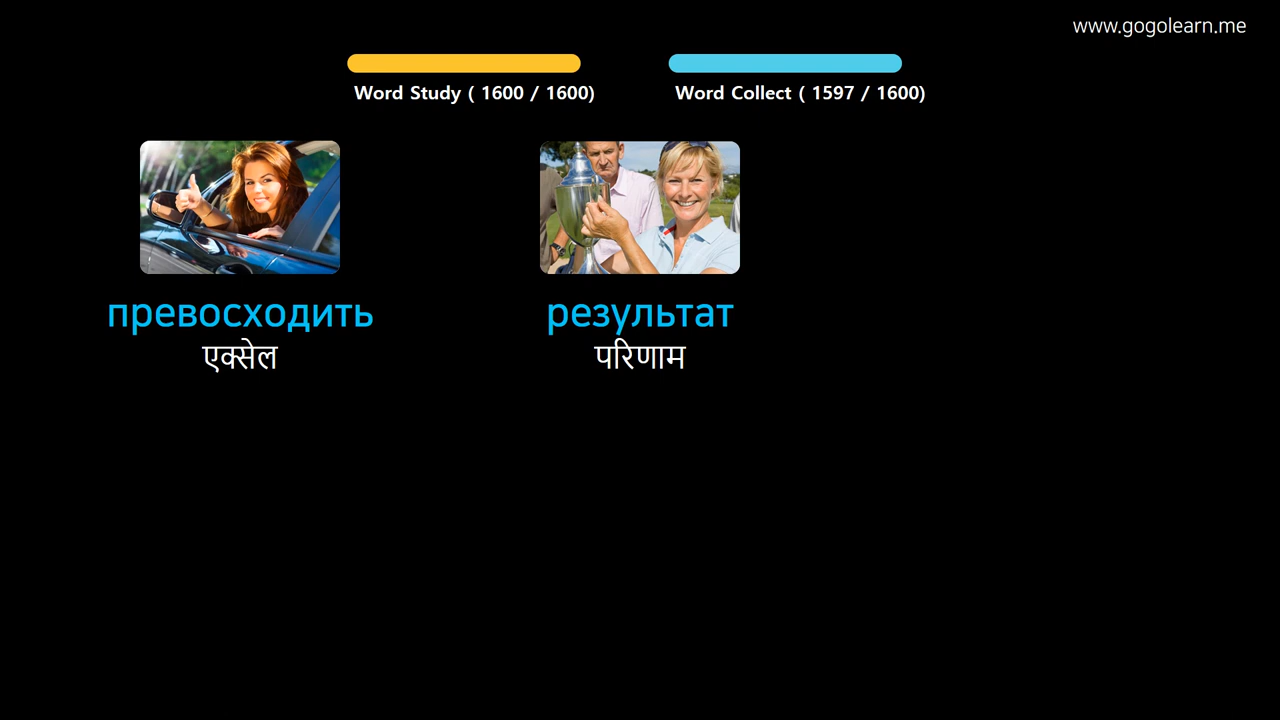 www.gogolearn.me
Word Study ( 1600 / 1600)
Word Collect ( 1597 / 1600)
превосходить
एक्सेल
результат
परिणाम